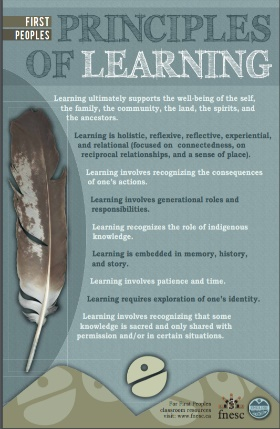 FIRST
PEOPLES
PRINCIPLES
OF LEARNING
Learning ultimately supports the well-being of the self,
the family, the community, the land, the spirits, and
the ancestors.
Learning is holistic, reflexive, reflective, experiential,
and relational (focused on connectedness, on
reciprocal relationships, and a sense of place).
Learning involves recognizing the consequences
of one's actions.
Learning involves generational roles and
responsibilities.
Learning recognizes the role of indigenous
knowledge.
Learning is embedded in memory, history,
and story.
Learning involves patience and time.
Learning requires exploration of one's identity.
Learning involves recognizing that some
knowledge is sacred and only shared with
permission and/or in certain situations.
For First Peoples
classroom resources
visit: www.fnesc.ca
fnesc